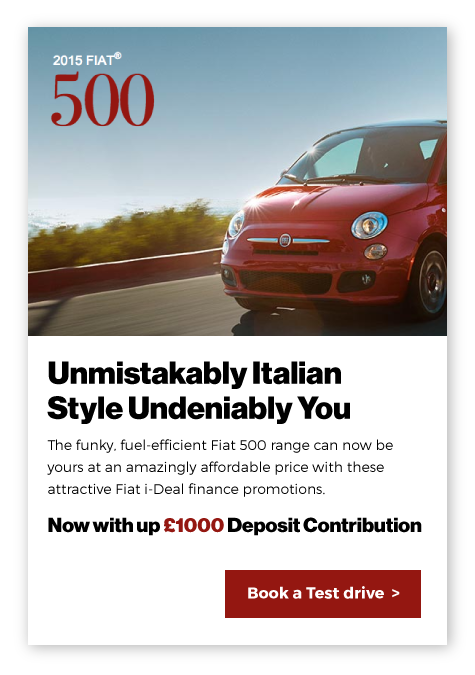 2015 FIAT®
500
Unmistakably Italian
Style Undeniably You
The funky, fuel-efficient Fiat 500 range can now be
yours at an amazingly affordable price with these
attractive Fiat i-Deal finance promotions.
Now with up £1000 Deposit Contribution
Book a Test drive >